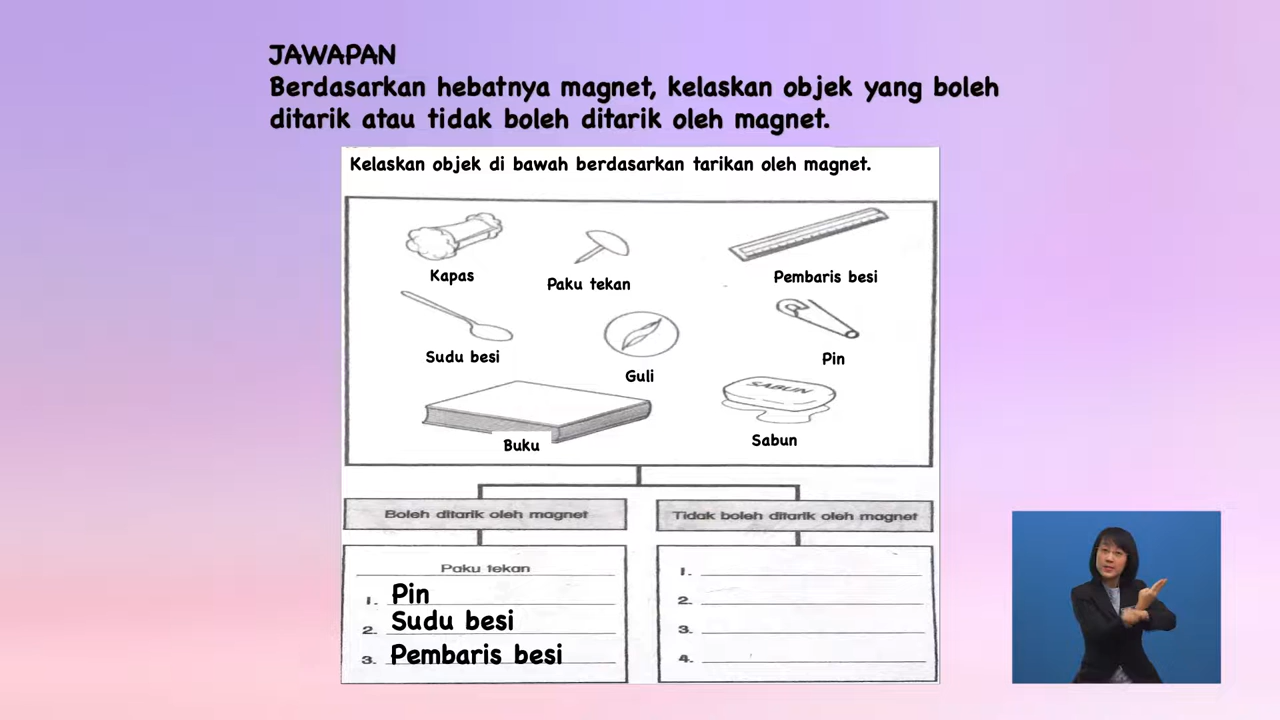 JAWAPAN
Berdasarkan hebatnya magnet, kelaskan objek yang boleh
ditarik atau tidak boleh ditarik oleh magnet.
Kelaskan objek di bawah berdasarkan tarikan oleh magnet.
Kapas
Paku tekan
Pembaris besi
Sudu besi
Guli
Pin
SABUN
Buku
Sabun
Boleh ditarik oleh magnet
Tidak boleh ditarik oleh magnet
Paku tekan
1. Pin
2. Sudu besi
3. Pembaris besi
1.
2.
3.
4.